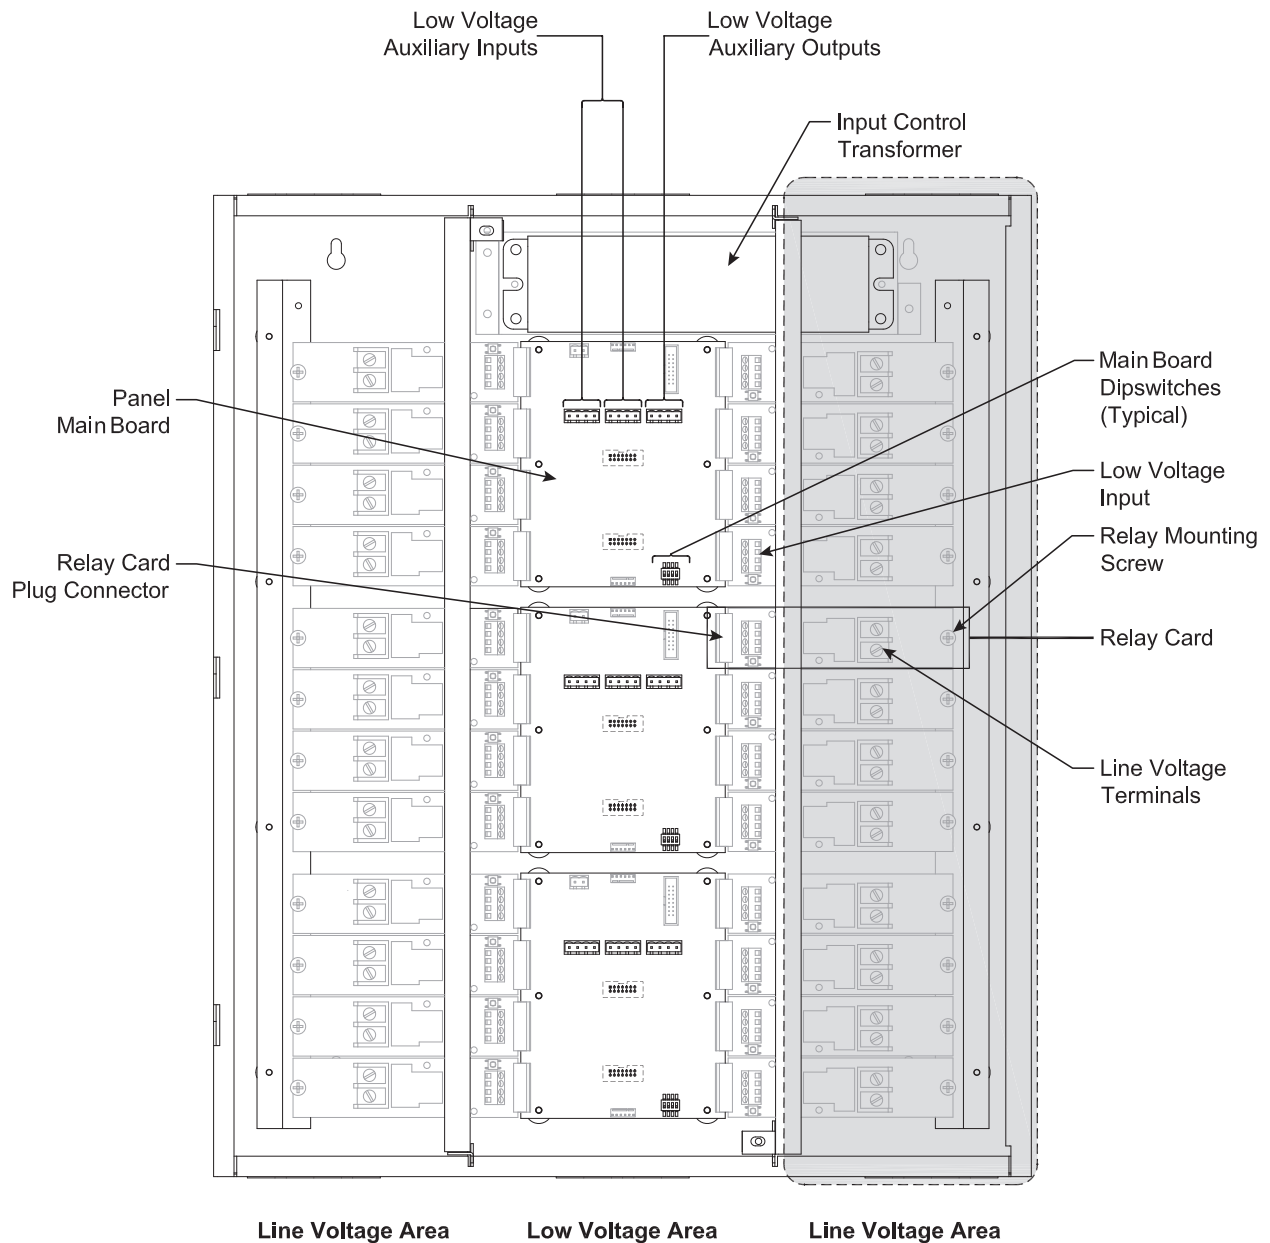 Low Voltage
Auxiliary Inputs
Low Voltage
Auxiliary Outputs
Input Control
Transformer
Panel
Main Board
Main Board
Dipswitches
(Typical)
Low Voltage
Input
Relay Mounting
Screw
Relay Card
Plug Connector
Relay Card
Line Voltage
Terminals
Line Voltage Area
Low Voltage Area
Line Voltage Area